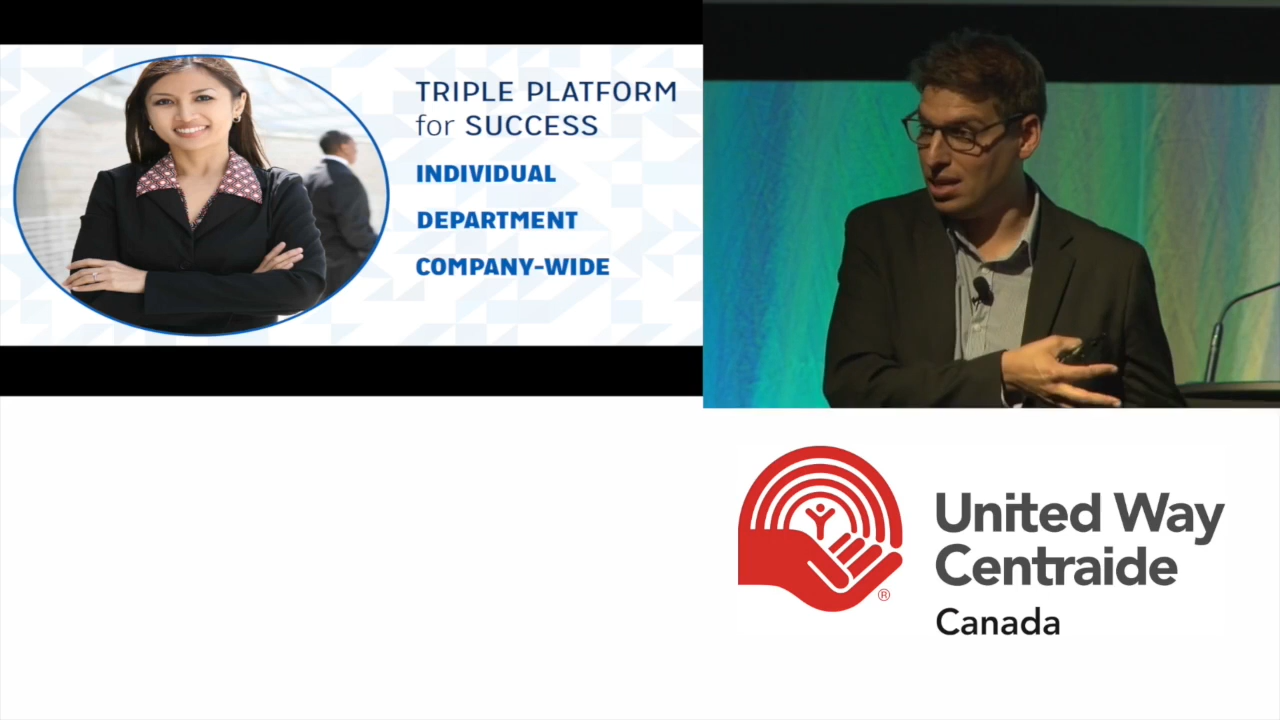 TRIPLE PLATFORM
for SUCCESS
INDIVIDUAL
DEPARTMENT
COMPANY-WIDE
United Way
Centraide
Canada
®